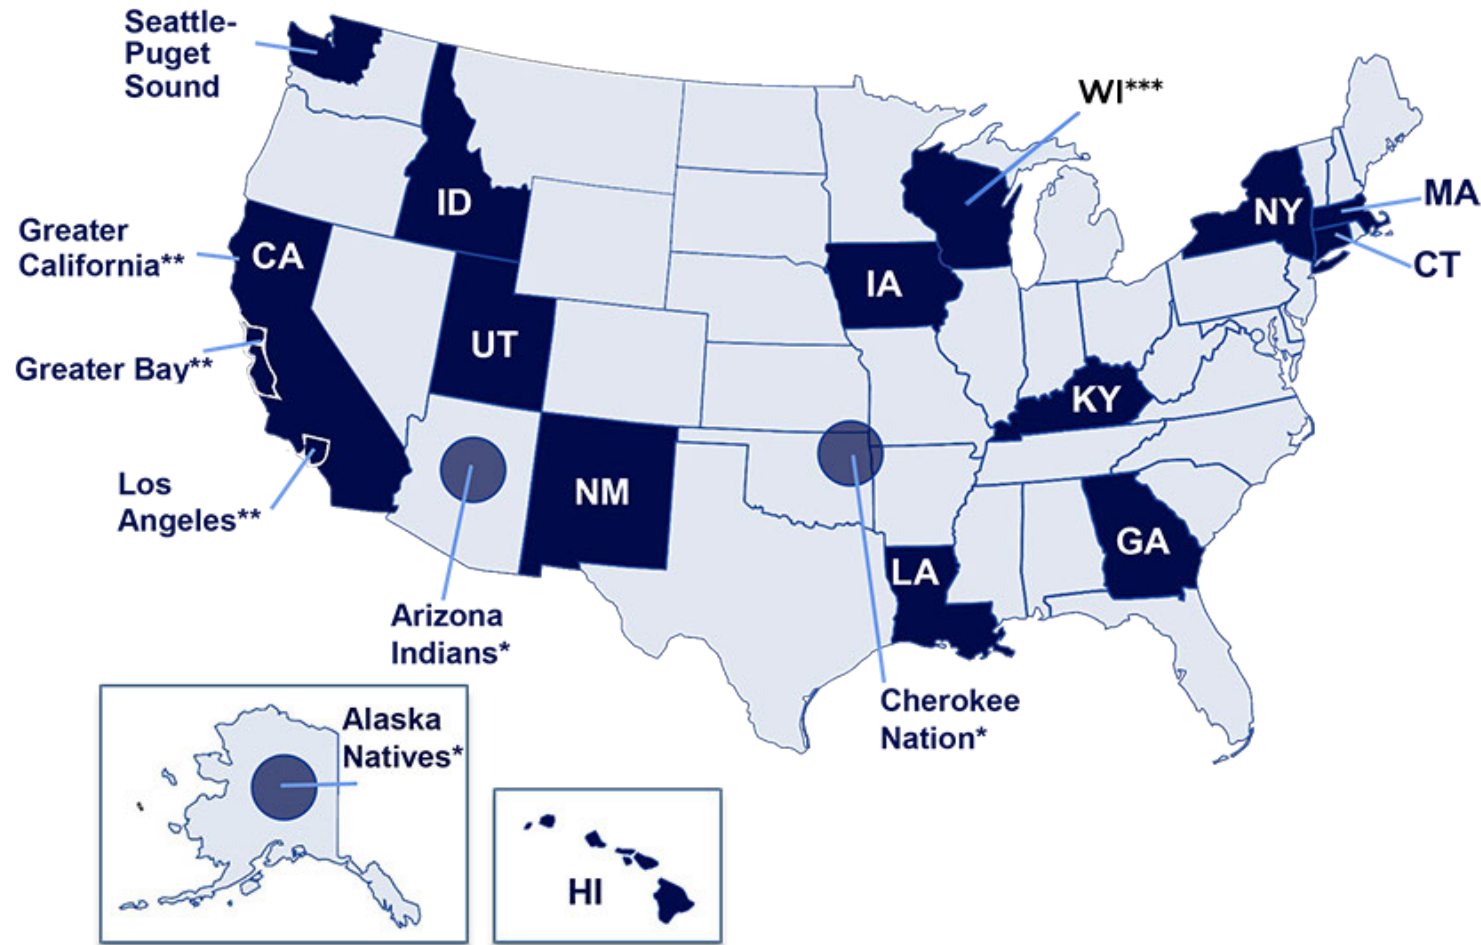 Seattle-
Puget
Sound
WI***
ID
NY
MA
Greater
California**
CA
CT
IA
UT
Greater Bay**
KY
Los
Angeles**
NM
GA
LA
Arizona
Indians*
Cherokee
Nation*
Alaska
Natives*
HI